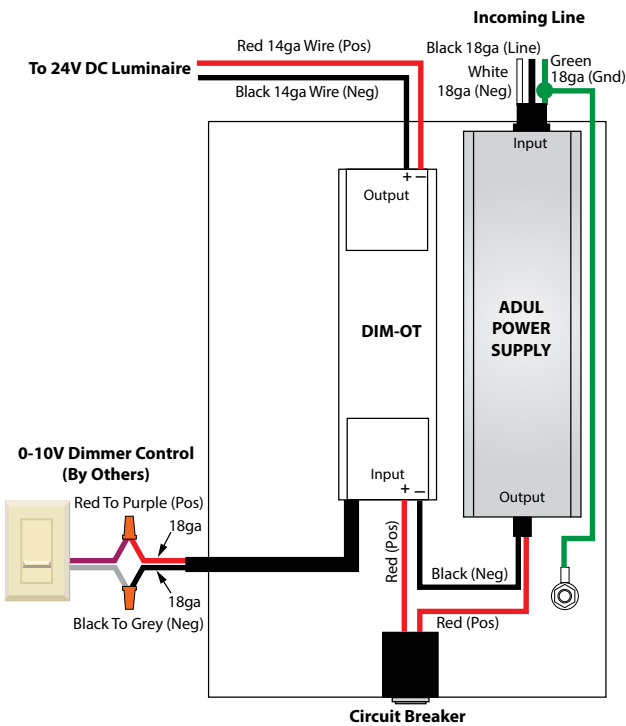 Incoming Line
Red 14ga Wire (Pos)
To 24V DC Luminaire
Black 14ga Wire (Neg)
Black 18ga (Line)
White
18ga (Neg)
Green
18ga (Gnd)
Input
+ –
Output
DIM-OT
ADUL
POWER
SUPPLY
0-10V Dimmer Control
(By Others)
Red To Purple (Pos)
18ga
18ga
Black To Grey (Neg)
Input
+ –
Output
Red (Pos)
Black (Neg)
Red (Pos)
Circuit Breaker